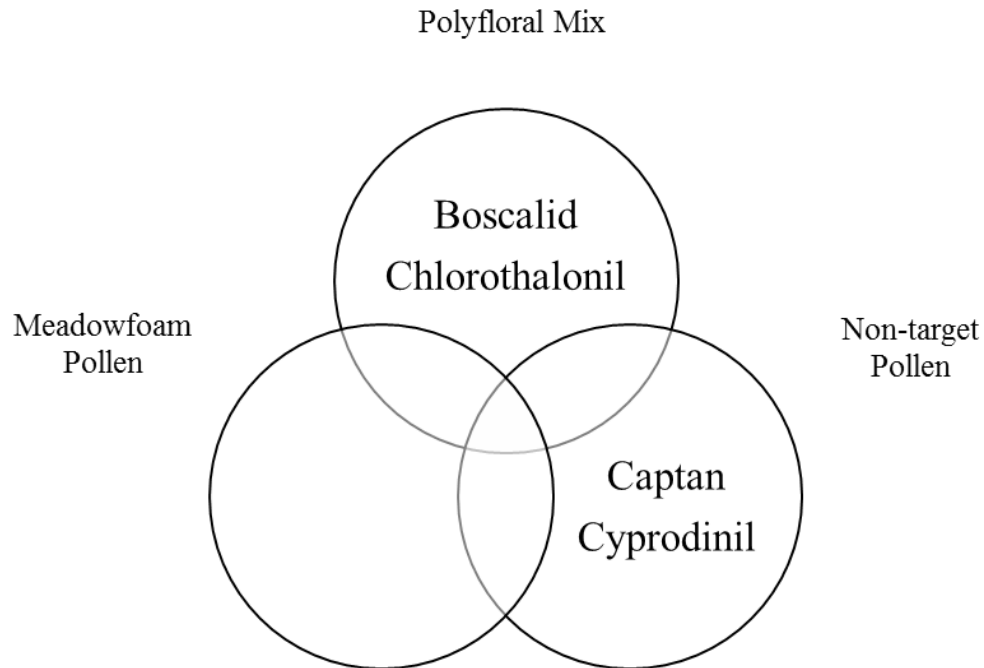 Polyfloral Mix
Boscalid
Chlorothalonil
Meadowfoam
Pollen
Non-target
Pollen
Captan
Cyprodinil